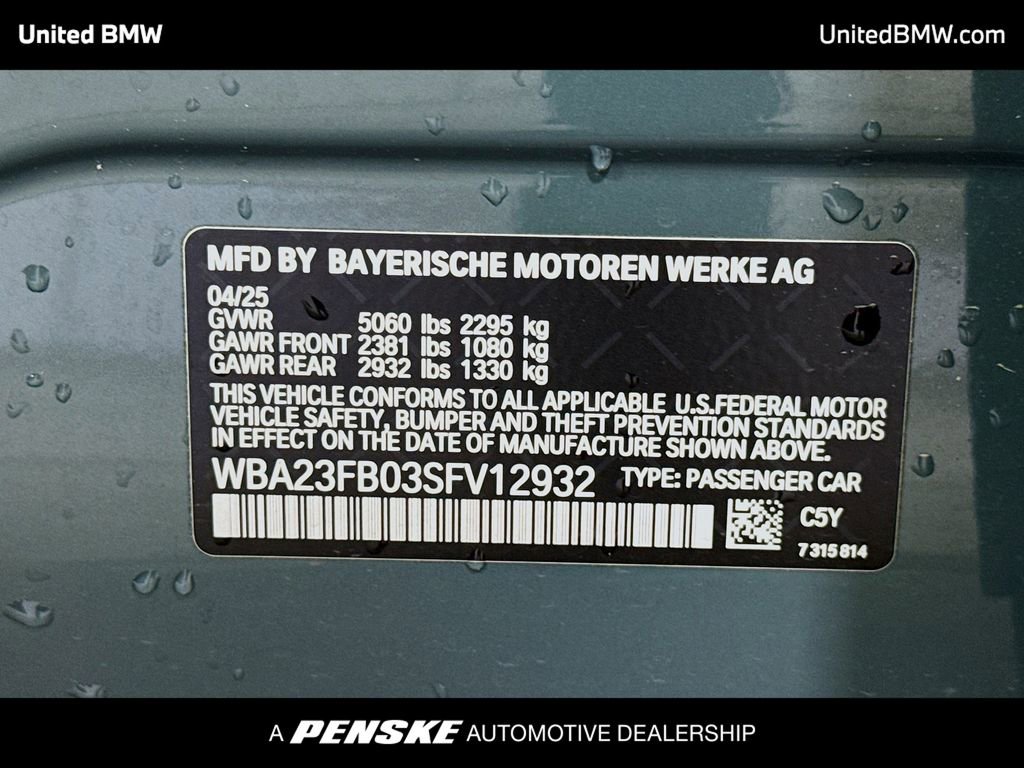 United BMW
UnitedBMW.com
MFD BY BAYERISCHE MOTOREN WERKE AG
04/25
GVWR 5060 lbs 2295 kg
GAWR FRONT 2381 lbs 1080 kg
GAWR REAR 2932 lbs 1330 kg
THIS VEHICLE CONFORMS TO ALL APPLICABLE U.S.FEDERAL MOTOR
VEHICLE SAFETY, BUMPER AND THEFT PREVENTION STANDARDS
IN EFFECT ON THE DATE OF MANUFACTURE SHOWN ABOVE.
WBA23FB03SFV12932 TYPE: PASSENGER CAR
C5Y
7315814
A PENSKE AUTOMOTIVE DEALERSHIP